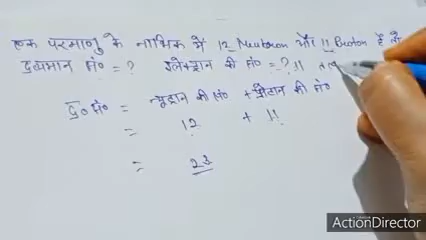 एक परमाणु के नाभिक में 12 Neutron और 11 Proton हैं तो
द्रव्यमान सं० = ? इलेक्ट्रान की सं० = ? 11
द्र० सं० = न्यूट्रान की सं० + प्रोटान की सं०
= 12 + 11
= 23
ActionDirector